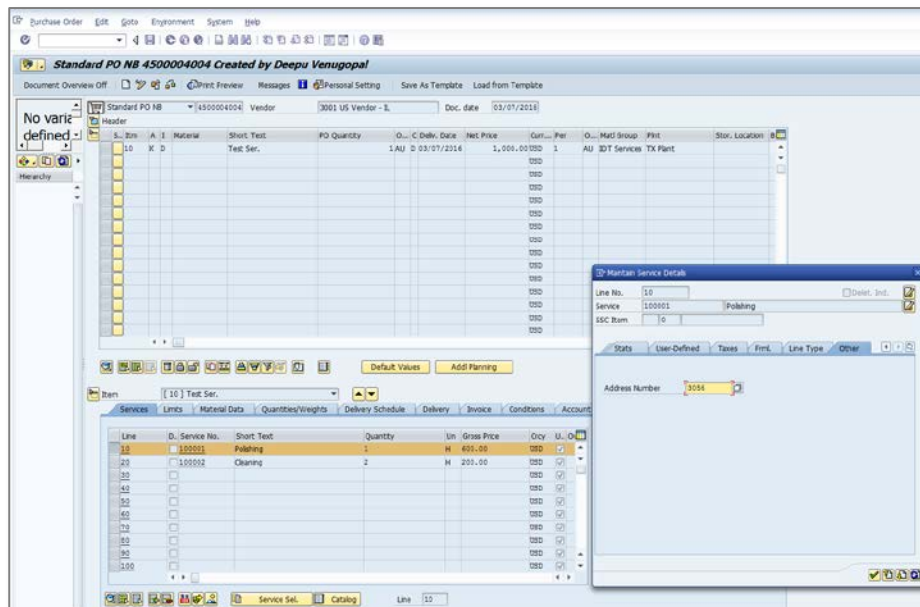 Purchase Order Edit Goto Environment System Help
Standard PO NB 4500004004 Created by Deepu Venugopal
Document Overview Off Print Preview Messages Personal Setting Save As Template Load from Template
No varia
defined
Hierarchy
Standard PO NB 4500004004 Vendor 3001 US Vendor - IL Doc. date 03/07/2016
Header
S... Itm A I Material Short Text PO Quantity O... C Deliv. Date Net Price Curr... Per O... Matl Group Plnt Stor. Location
10 K D Test Ser. 1 AU D 03/07/2016 1,000.00 USD 1 AU IDT Services TX Plant
USD
USD
USD
USD
USD
USD
USD
USD
USD
USD
USD
USD
USD
USD
Default Values Addl Planning
Item [ 10 ] Test Ser.
Services Limits Material Data Quantities/Weights Delivery Schedule Delivery Invoice Conditions Account
Line D.. Service No. Short Text Quantity Un Gross Price Crcy U..
10 100001 Polishing 1 H 600.00 USD
20 100002 Cleaning 2 H 200.00 USD
30 USD
40 USD
50 USD
60 USD
70 USD
80 USD
90 USD
100 USD
Service Sel. Catalog Line 10
Maintain Service Details
Line No. 10 Delet. Ind.
Service 100001 Polishing
SSC Item 0
Stats User-Defined Taxes Frml. Line Type Other
Address Number 3056